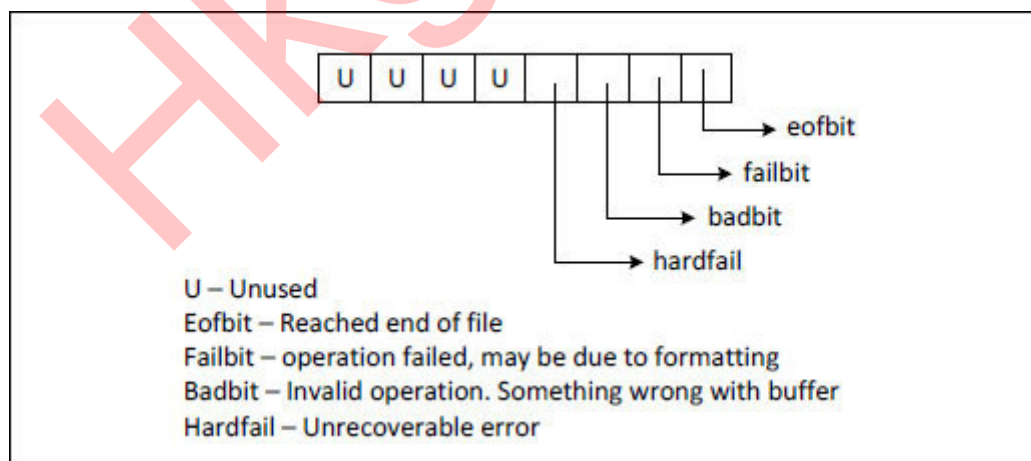 U U U U
eofbit
failbit
badbit
hardfail
U – Unused
Eofbit – Reached end of file
Failbit – operation failed, may be due to formatting
Badbit – Invalid operation. Something wrong with buffer
Hardfail – Unrecoverable error